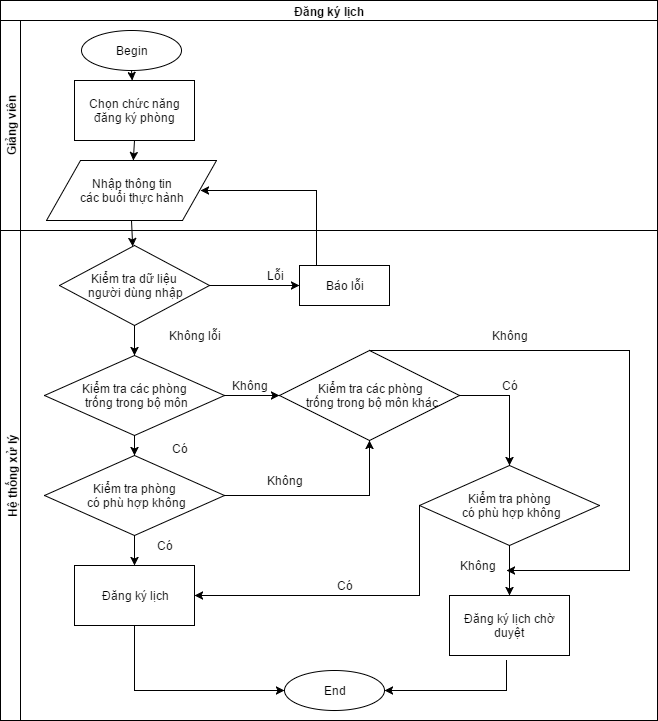 Đăng ký lịch
Giảng viên
Begin
Chọn chức năng
đăng ký phòng
Nhập thông tin
các buổi thực hành
Hệ thống xử lý
Kiểm tra dữ liệu
người dùng nhập
Lỗi
Báo lỗi
Không lỗi
Không
Kiểm tra các phòng
trống trong bộ môn
Không
Kiểm tra các phòng
trống trong bộ môn khác
Có
Có
Kiểm tra phòng
có phù hợp không
Không
Kiểm tra phòng
có phù hợp không
Có
Không
Đăng ký lịch
Có
Đăng ký lịch chờ
duyệt
End